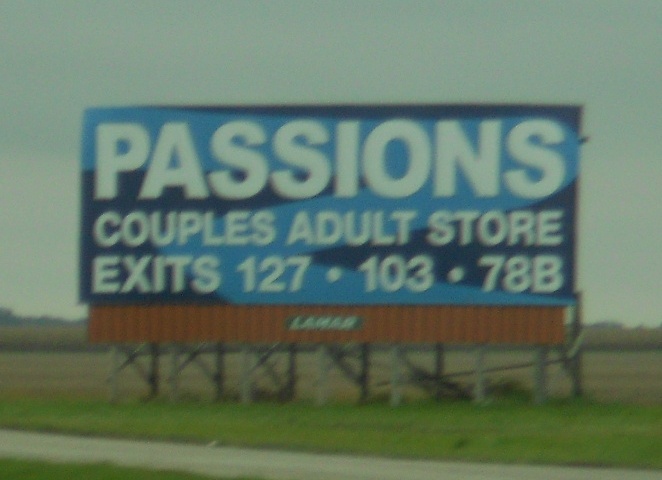 PASSIONS
COUPLES ADULT STORE
EXITS 127 • 103 • 78B
LAMAR